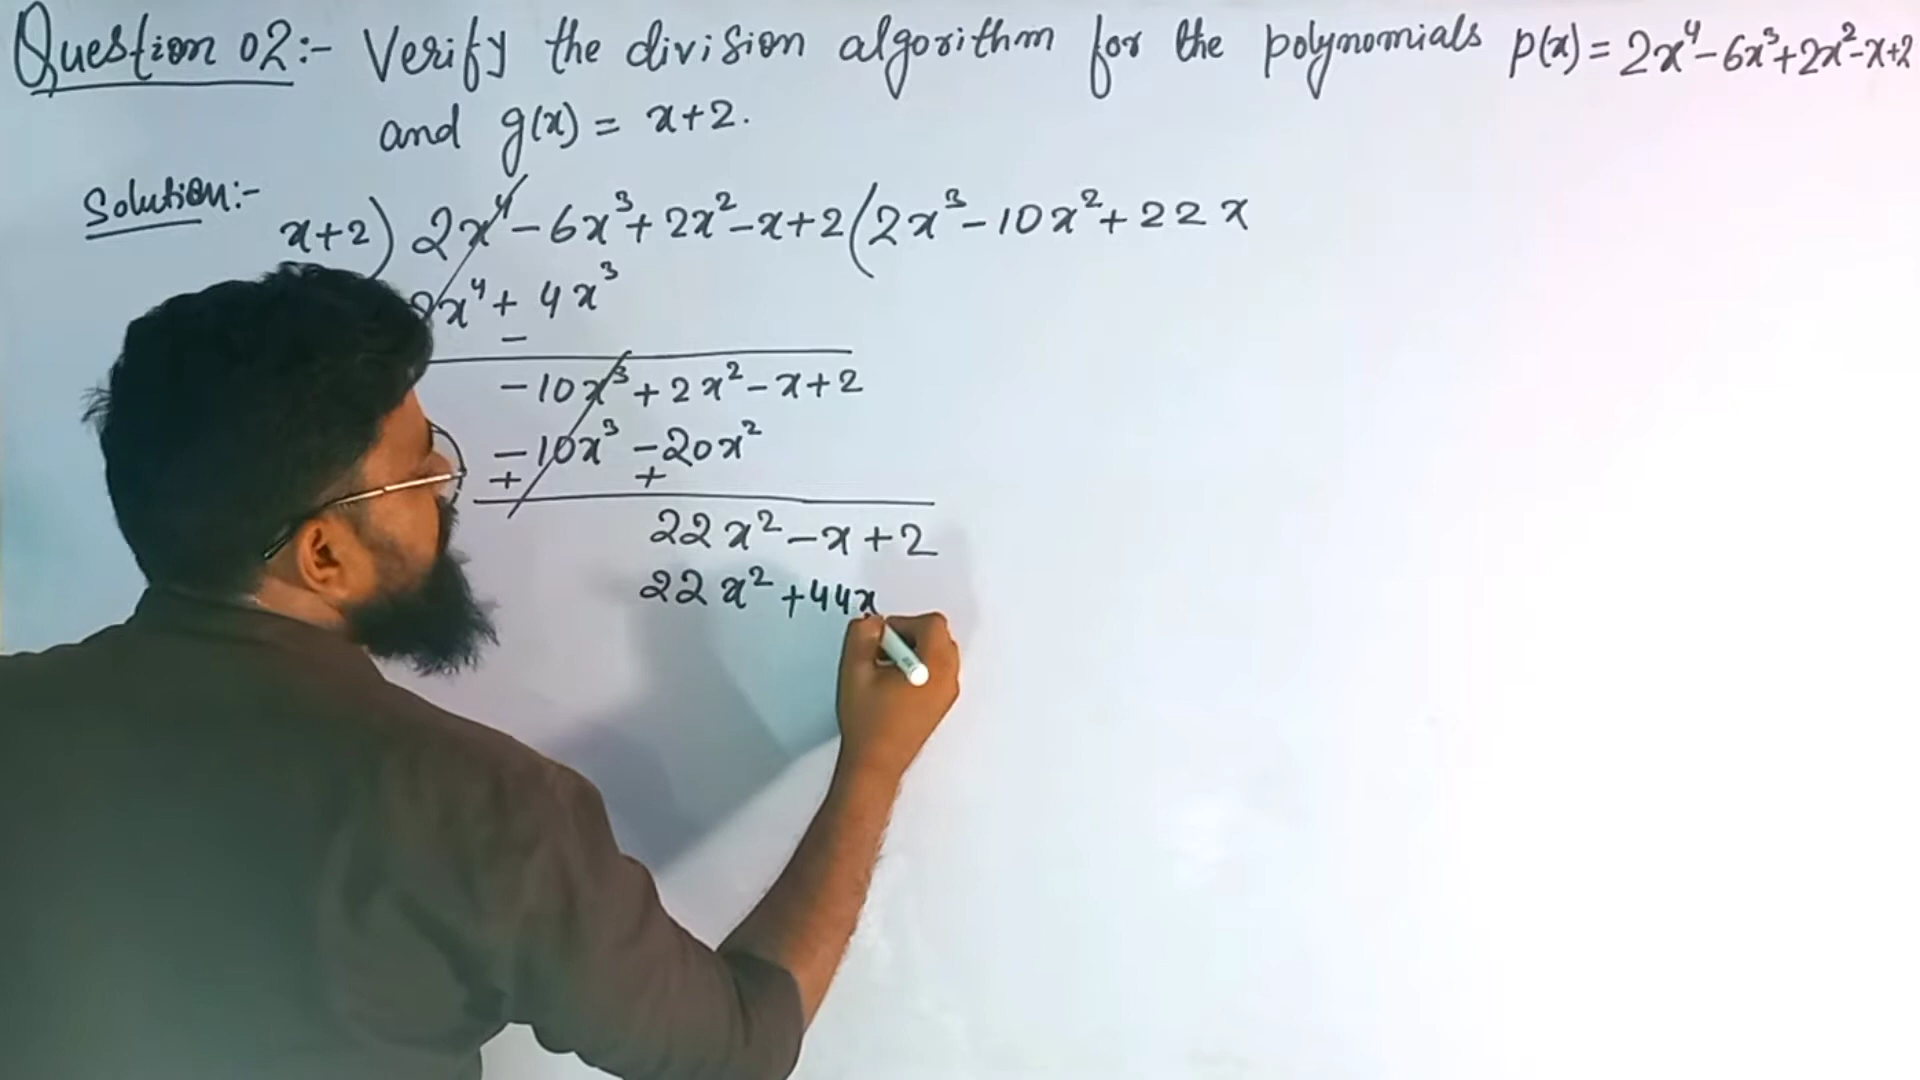 Question 02:- Verify the division algorithm for the polynomials p(x) = 2x⁴-6x³+2x²-x+2
and g(x) = x+2.
Solution:-
x+2) 2x⁴-6x³+2x²-x+2(2x³-10x²+22x
2x⁴+4x³
-
-10x³+2x²-x+2
-10x³-20x²
+ +
22x²-x+2
22x²+44x